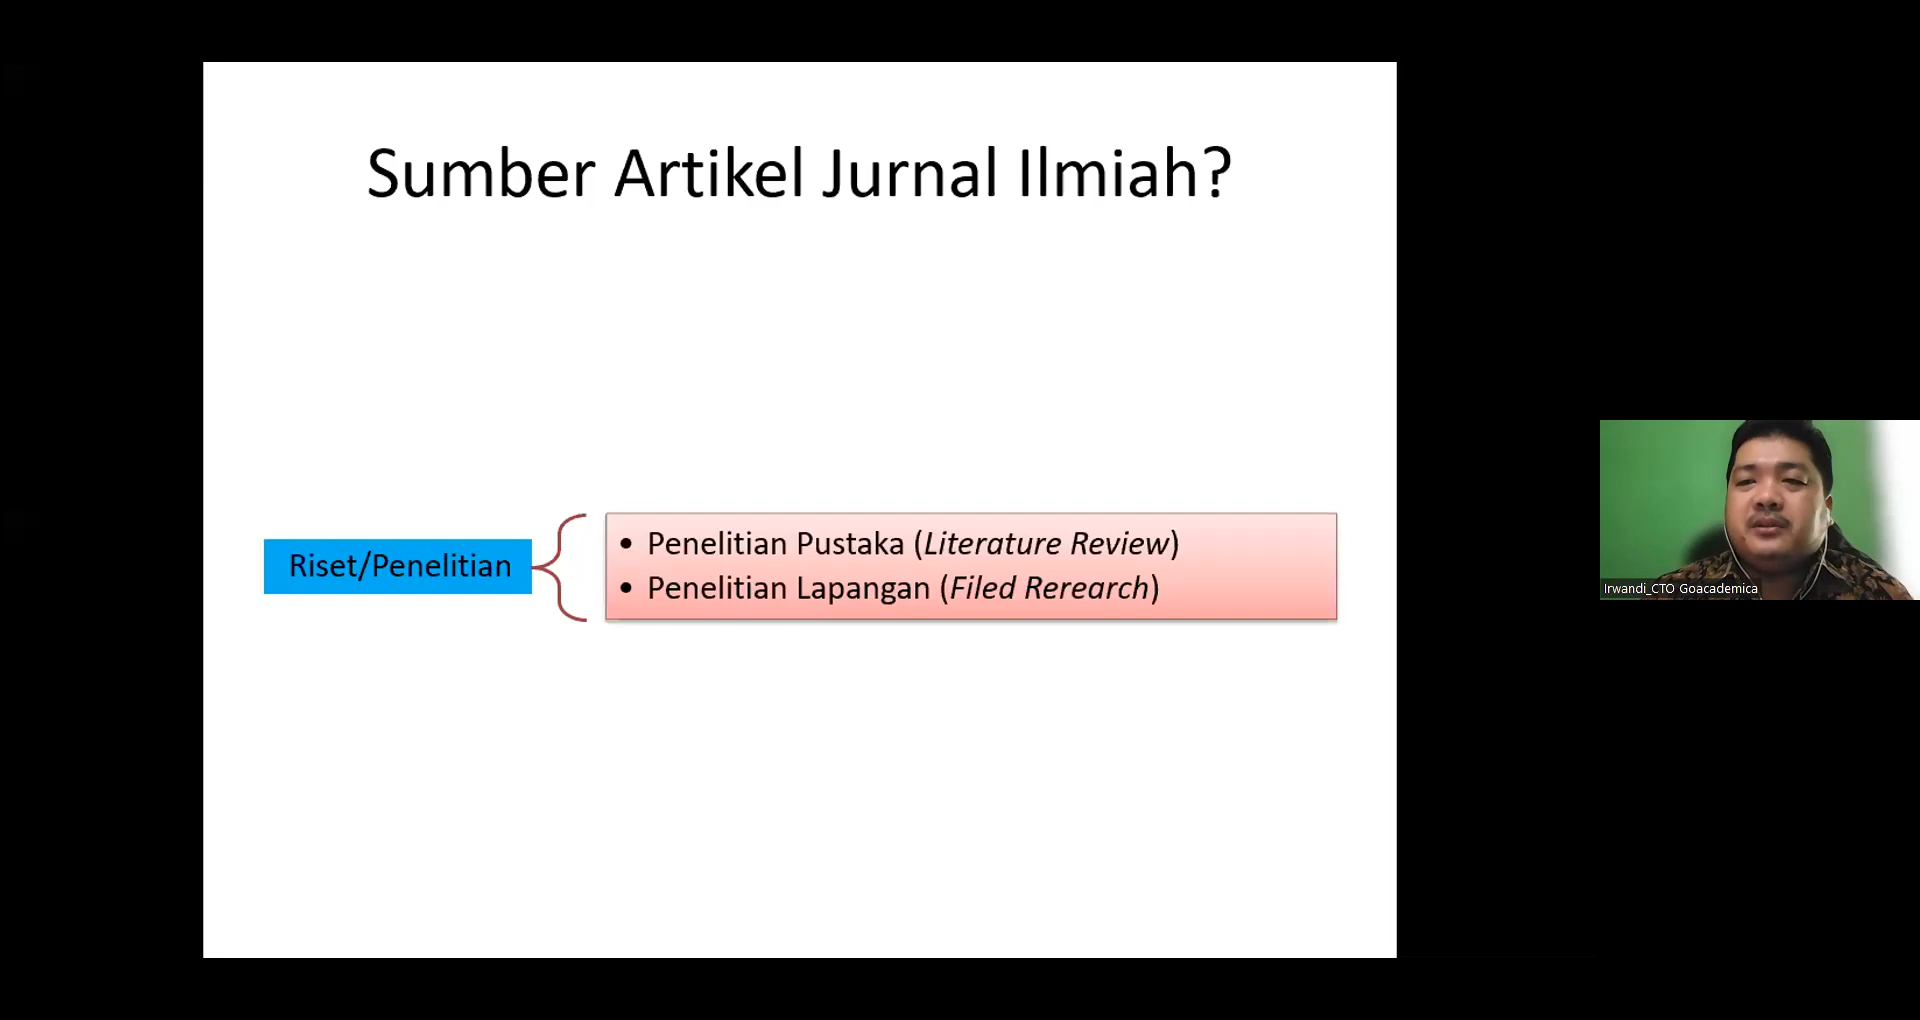 Sumber Artikel Jurnal Ilmiah?
Riset/Penelitian
• Penelitian Pustaka (Literature Review)
• Penelitian Lapangan (Filed Rerearch)
Irwandi_CTO Goacademica